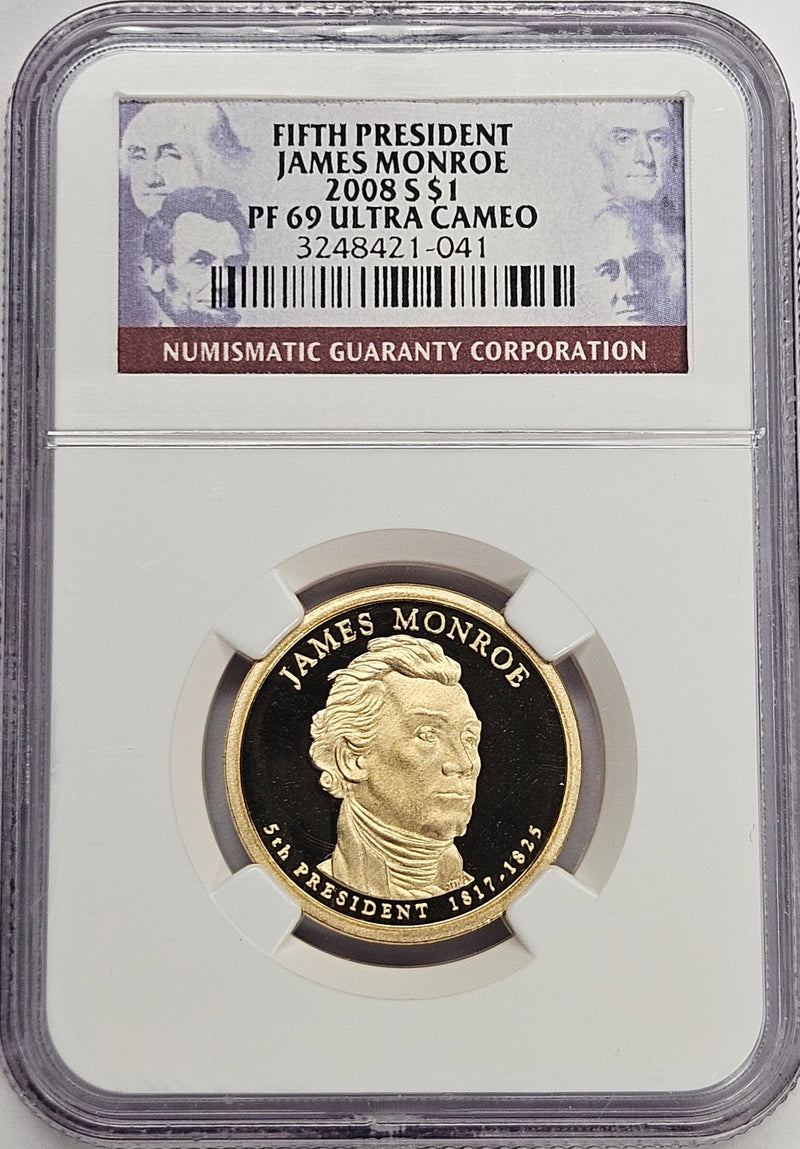 FIFTH PRESIDENT
JAMES MONROE
2008 S $1
PF 69 ULTRA CAMEO
3248421-041
NUMISMATIC GUARANTY CORPORATION
JAMES MONROE
5th PRESIDENT 1817-1825